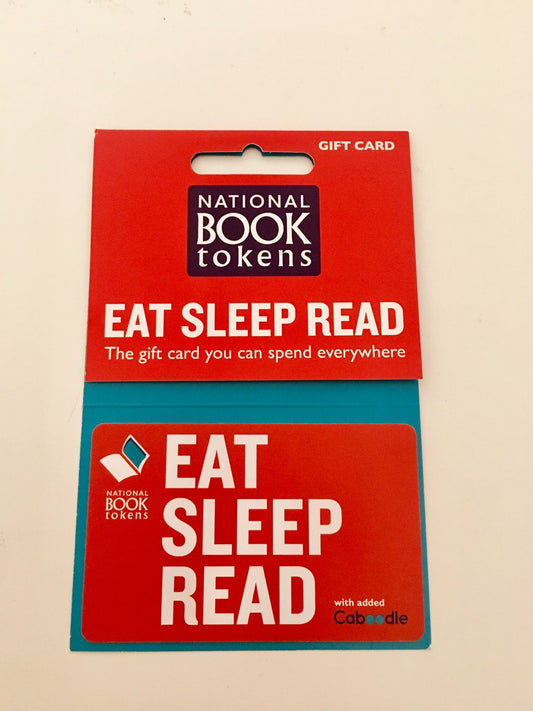 GIFT CARD
NATIONAL
BOOK
tokens
EAT SLEEP READ
The gift card you can spend everywhere
NATIONAL
BOOK
tokens
EAT
SLEEP
READ
with added
Caboodle